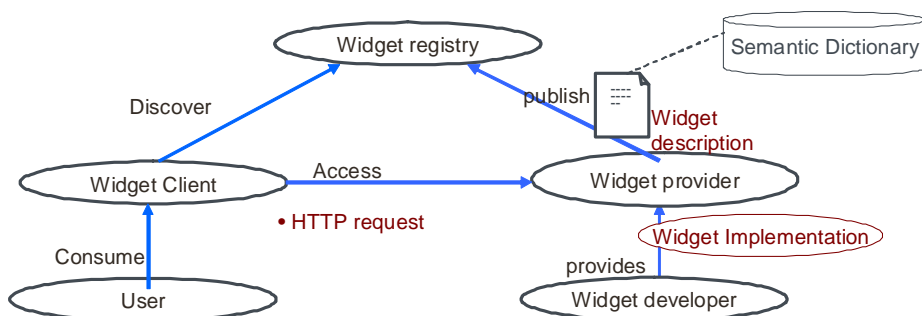 Widget registry
Semantic Dictionary
Discover
publish
Widget
description
Widget Client
Access
Widget provider
• HTTP request
Widget Implementation
Consume
provides
User
Widget developer